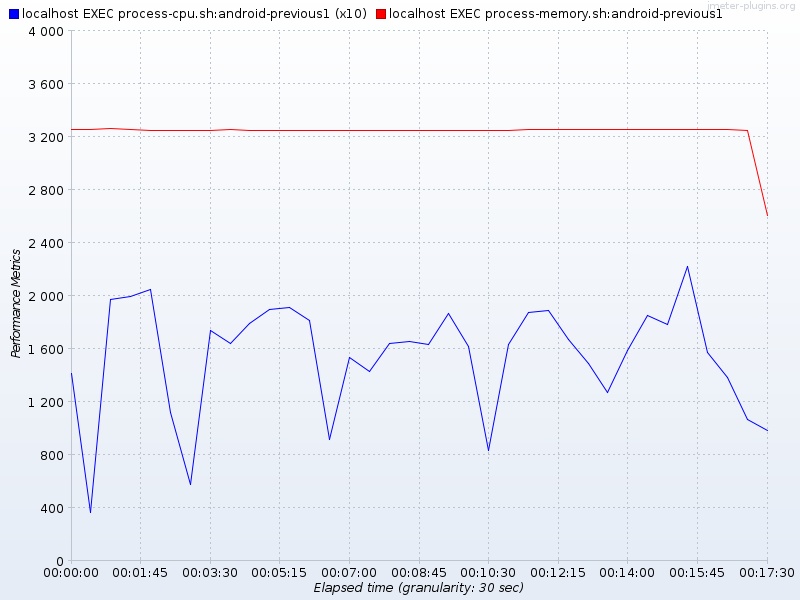 localhost EXEC process-cpu.sh:android-previous1 (x10) localhost EXEC process-memory.sh:android-previous1
jmeter-plugins.org
4 000
3 600
3 200
2 800
2 400
2 000
1 600
1 200
800
400
0
Performance Metrics
00:00:00 00:01:45 00:03:30 00:05:15 00:07:00 00:08:45 00:10:30 00:12:15 00:14:00 00:15:45 00:17:30
Elapsed time (granularity: 30 sec)